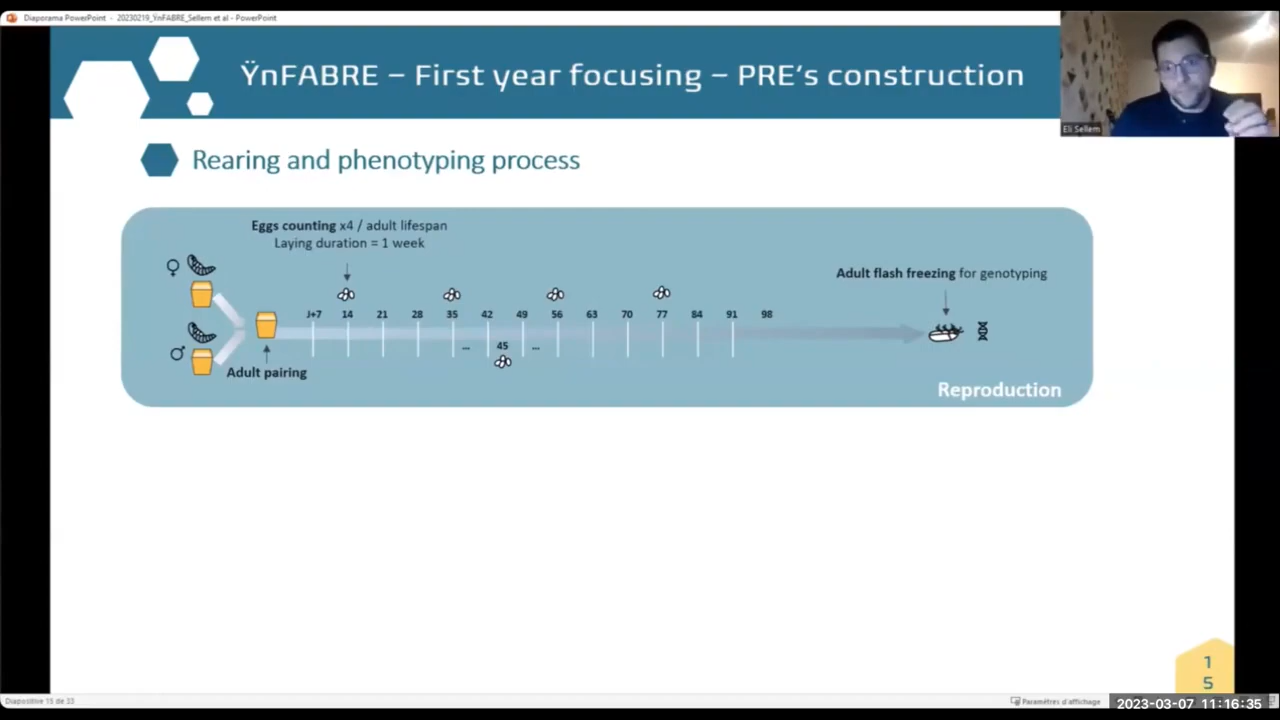 Diaporama PowerPoint - 20230219_ŸnFABRE_Sellem et al - PowerPoint
ŸnFABRE – First year focusing – PRE's construction
Eli Sellem
Rearing and phenotyping process
Eggs counting x4 / adult lifespan
Laying duration = 1 week
Adult flash freezing for genotyping
♀
J+7 14 21 28 35 42 49 56 63 70 77 84 91 98
... 45 ...
♂
Adult pairing
Reproduction
1
5
Diapositive 15 de 33
Paramètres d'affichage
2023-03-07 11:16:35